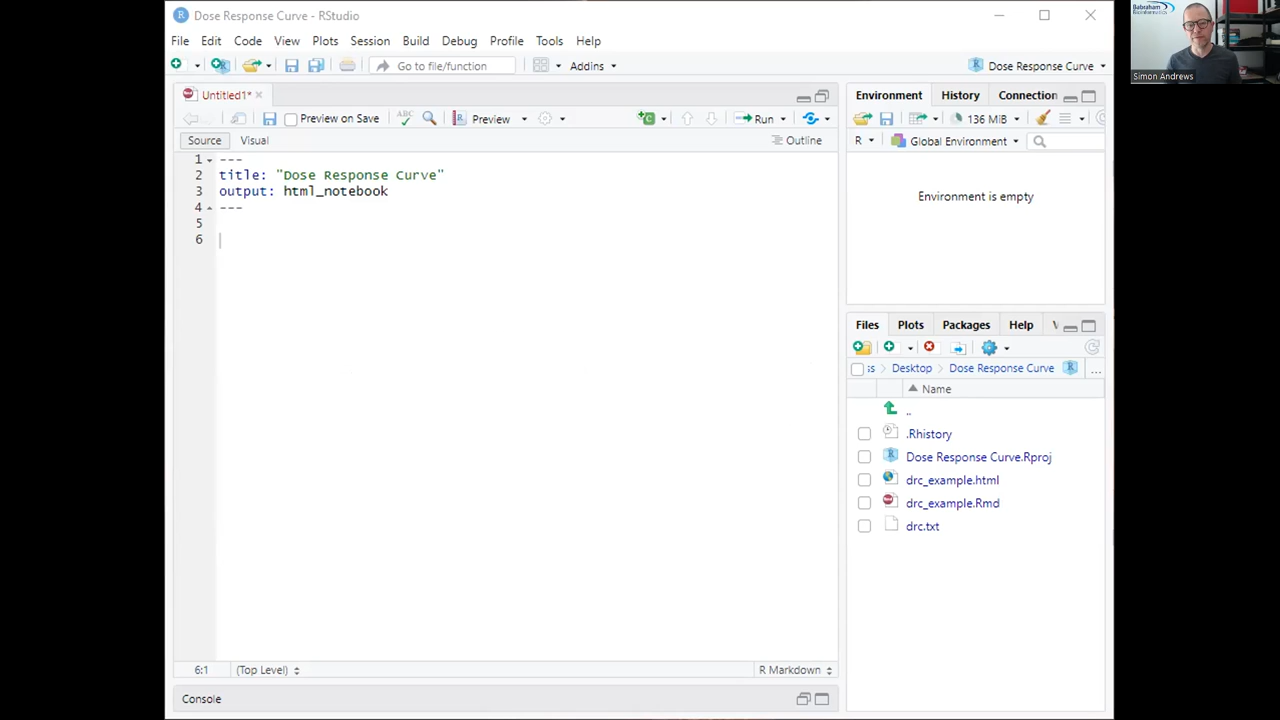 Dose Response Curve - RStudio
File Edit Code View Plots Session Build Debug Profile Tools Help
Go to file/function Addins Dose Response Curve
Untitled1*
Preview on Save ABC Preview Run
Source Visual Outline
1 ---
2 title: "Dose Response Curve"
3 output: html_notebook
4 ---
5
6
6:1 (Top Level) R Markdown
Console
Environment History Connection
136 MiB
R Global Environment
Environment is empty
Files Plots Packages Help
ss Desktop Dose Response Curve ...
Name
..
.Rhistory
Dose Response Curve.Rproj
drc_example.html
drc_example.Rmd
drc.txt
Babraham
Bioinformatics
Simon Andrews